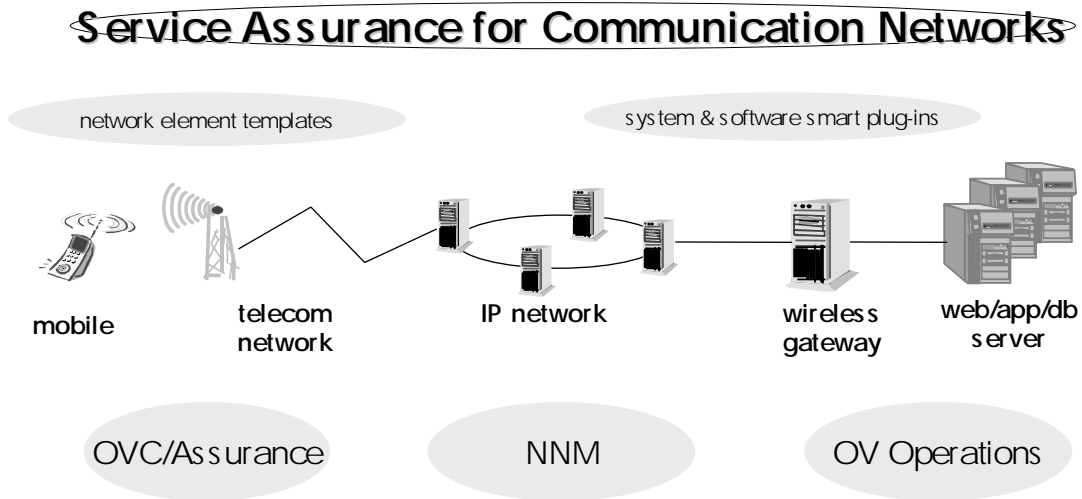 Service Assurance for Communication Networks
network element templates
system & software smart plug-ins
mobile
telecom
network
IP network
wireless
gateway
web/app/db
server
OVC/Assurance
NNM
OV Operations